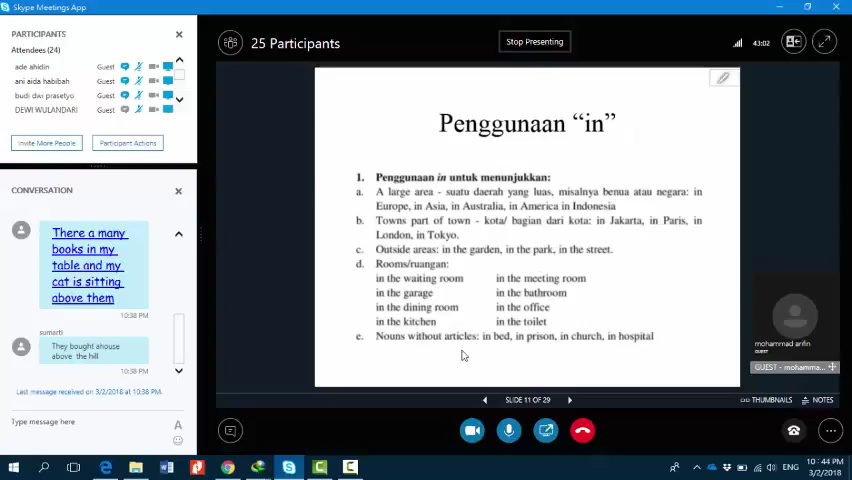 Skype Meetings App
PARTICIPANTS
Attendees (24)
ade ahidin Guest
ani aida habibah Guest
budi dwi prasetyo Guest
DEWI WULANDARI Guest
Invite More People
Participant Actions
CONVERSATION
There a many
books in my
table and my
cat is sitting
above them
10:38 PM
sumarti
They bought ahouse
above the hill
10:38 PM
Last message received on 3/2/2018 at 10:38 PM.
Type message here
25 Participants
Stop Presenting
43:02
Penggunaan “in”
1. Penggunaan in untuk menunjukkan:
a. A large area - suatu daerah yang luas, misalnya benua atau negara: in
Europe, in Asia, in Australia, in America in Indonesia
b. Towns part of town - kota/ bagian dari kota: in Jakarta, in Paris, in
London, in Tokyo.
c. Outside areas: in the garden, in the park, in the street.
d. Rooms/ruangan:
in the waiting room in the meeting room
in the garage in the bathroom
in the dining room in the office
in the kitchen in the toilet
e. Nouns without articles: in bed, in prison, in church, in hospital
mohammad arifin
GUEST
GUEST - mohamma...
SLIDE 11 OF 29
THUMBNAILS
NOTES
ENG
10:44 PM
3/2/2018